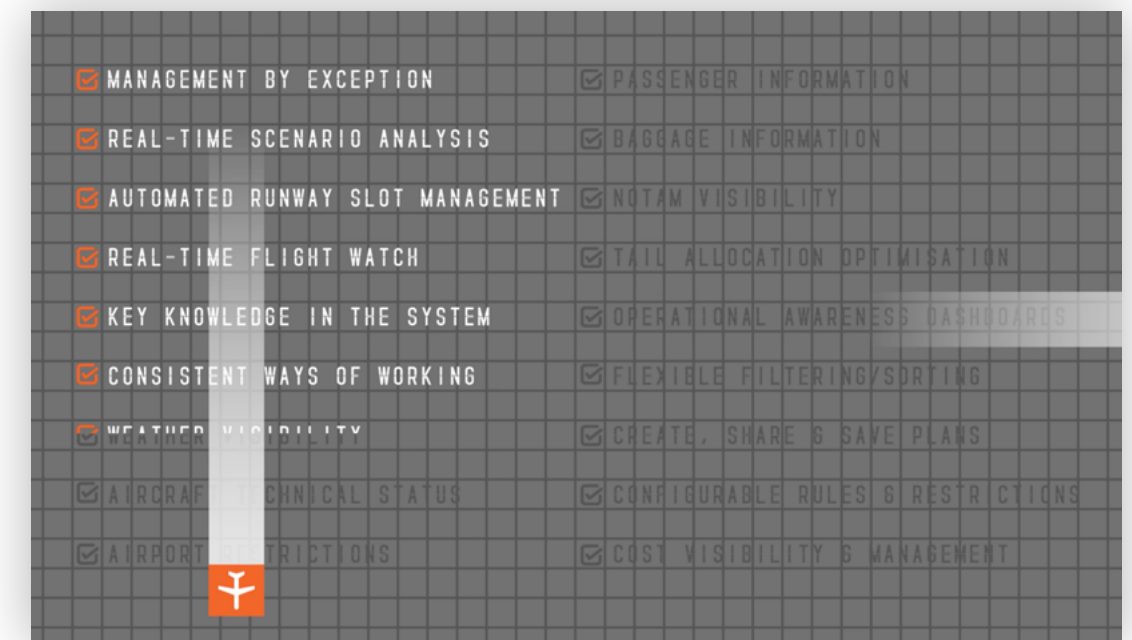 MANAGEMENT BY EXCEPTION
REAL-TIME SCENARIO ANALYSIS
AUTOMATED RUNWAY SLOT MANAGEMENT
REAL-TIME FLIGHT WATCH
KEY KNOWLEDGE IN THE SYSTEM
CONSISTENT WAYS OF WORKING
WEATHER VISIBILITY
AIRCRAFT TECHNICAL STATUS
AIRPORT RESTRICTIONS
PASSENGER INFORMATION
BAGGAGE INFORMATION
NOTAM VISIBILITY
TAIL ALLOCATION OPTIMISATION
OPERATIONAL AWARENESS DASHBOARDS
FLEXIBLE FILTERING/SORTING
CREATE, SHARE & SAVE PLANS
CONFIGURABLE RULES & RESTRICTIONS
COST VISIBILITY & MANAGEMENT